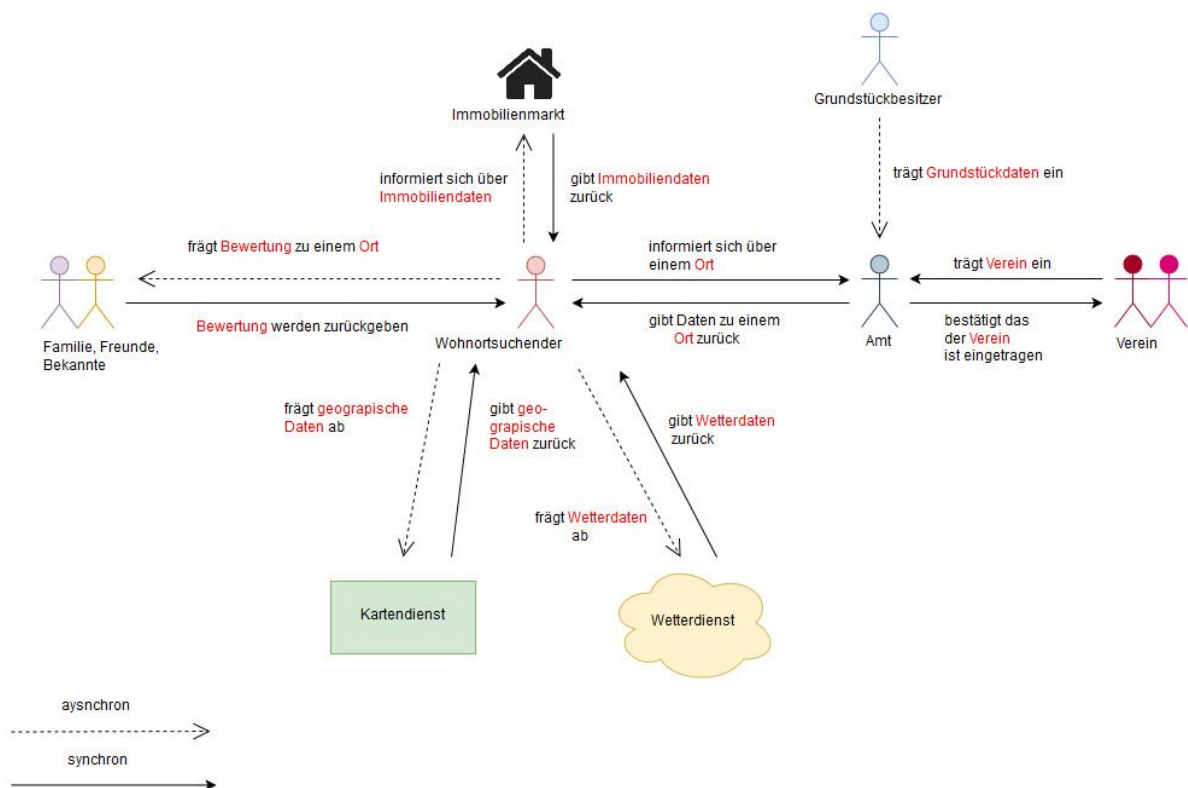 Immobilienmarkt
Grundstückbesitzer
informiert sich über
Immobiliendaten
gibt Immobiliendaten
zurück
trägt Grundstückdaten ein
frägt Bewertung zu einem Ort
Bewertung werden zurückgeben
Familie, Freunde,
Bekannte
Wohnortsuchender
informiert sich über
einem Ort
gibt Daten zu einem
Ort zurück
Amt
trägt Verein ein
bestätigt das
der Verein
ist eingetragen
Verein
frägt geograpische
Daten ab
gibt geo-
grapische
Daten zurück
gibt Wetterdaten
zurück
frägt Wetterdaten
ab
Kartendienst
Wetterdienst
aysnchron
synchron